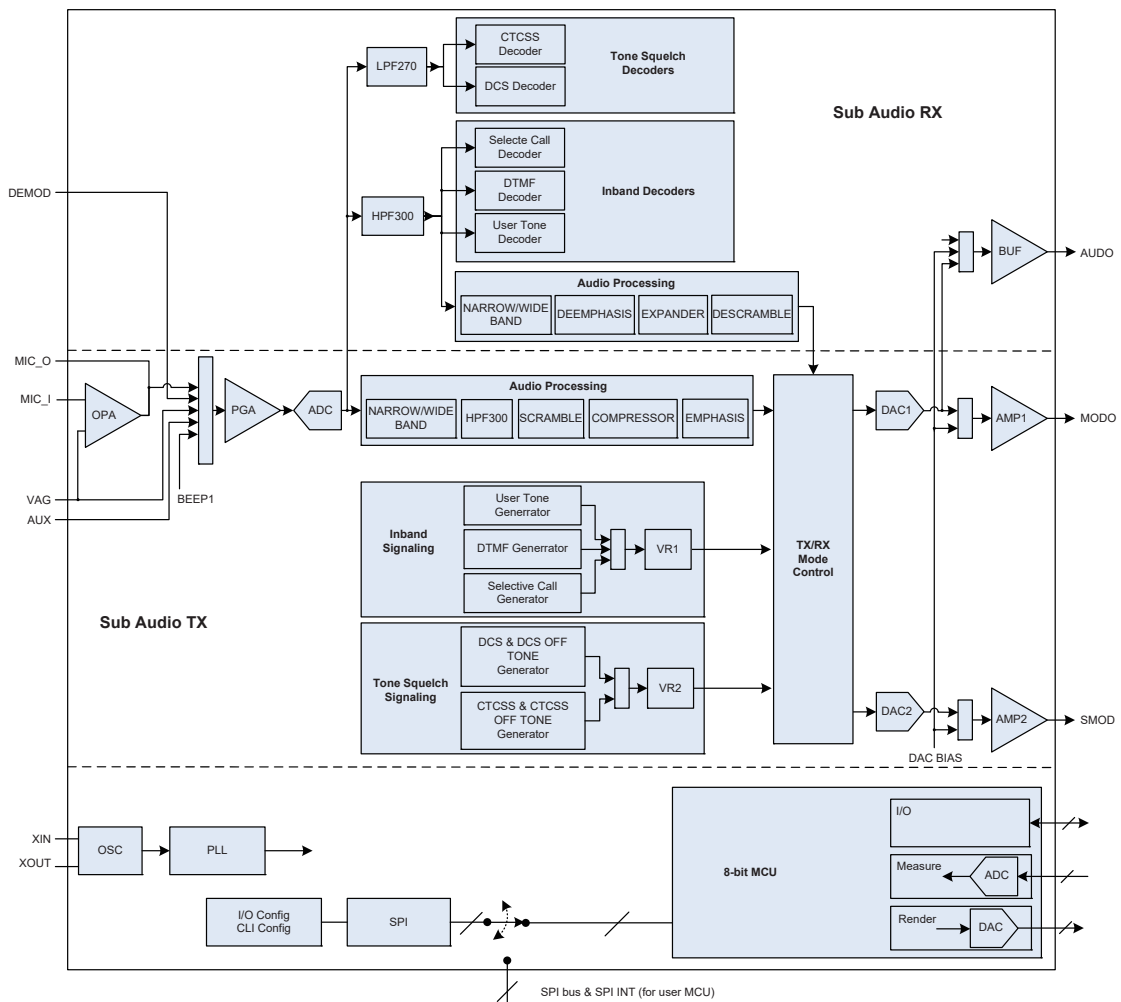 CTCSS
Decoder
DCS Decoder
Tone Squelch
Decoders
LPF270
Sub Audio RX
Selecte Call
Decoder
DTMF
Decoder
User Tone
Decoder
Inband Decoders
DEMOD
HPF300
BUF
AUDO
Audio Processing
NARROW/WIDE
BAND
DEEMPHASIS
EXPANDER
DESCRAMBLE
MIC_O
MIC_I
OPA
PGA
ADC
VAG
AUX
BEEP1
Audio Processing
NARROW/WIDE
BAND
HPF300
SCRAMBLE
COMPRESSOR
EMPHASIS
DAC1
AMP1
MODO
Inband
Signaling
User Tone
Generrator
DTMF Generrator
Selective Call
Generator
VR1
TX/RX
Mode
Control
Sub Audio TX
Tone Squelch
Signaling
DCS & DCS OFF
TONE
Generator
CTCSS & CTCSS
OFF TONE
Generator
VR2
DAC2
AMP2
SMOD
DAC BIAS
XIN
XOUT
OSC
PLL
I/O Config
CLI Config
SPI
8-bit MCU
I/O
Measure
ADC
Render
DAC
SPI bus & SPI INT (for user MCU)